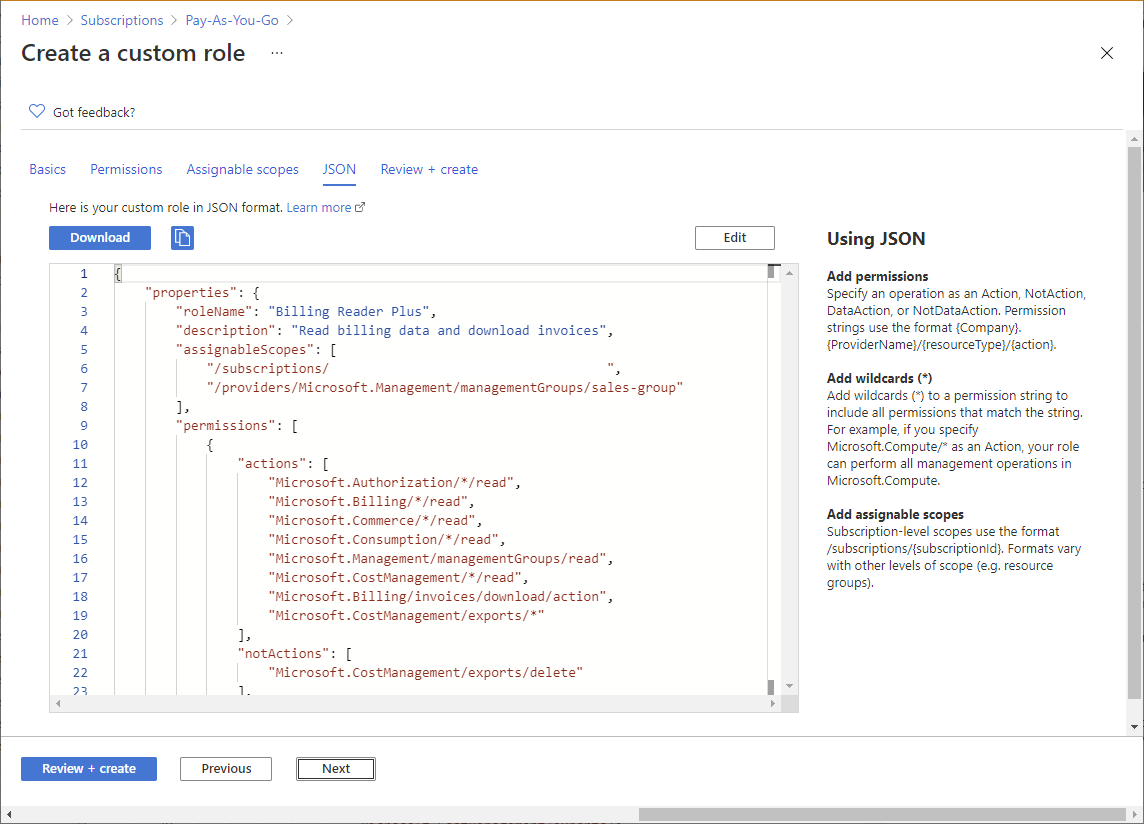 Home > Subscriptions > Pay-As-You-Go >
Create a custom role ...
Got feedback?
Basics Permissions Assignable scopes JSON Review + create
Here is your custom role in JSON format. Learn more
Download
Edit
1 {
2 "properties": {
3 "roleName": "Billing Reader Plus",
4 "description": "Read billing data and download invoices",
5 "assignableScopes": [
6 "/subscriptions/ ",
7 "/providers/Microsoft.Management/managementGroups/sales-group"
8 ],
9 "permissions": [
10 {
11 "actions": [
12 "Microsoft.Authorization/*/read",
13 "Microsoft.Billing/*/read",
14 "Microsoft.Commerce/*/read",
15 "Microsoft.Consumption/*/read",
16 "Microsoft.Management/managementGroups/read",
17 "Microsoft.CostManagement/*/read",
18 "Microsoft.Billing/invoices/download/action",
19 "Microsoft.CostManagement/exports/*"
20 ],
21 "notActions": [
22 "Microsoft.CostManagement/exports/delete"
23 ],
Using JSON
Add permissions
Specify an operation as an Action, NotAction,
DataAction, or NotDataAction. Permission
strings use the format {Company}.
{ProviderName}/{resourceType}/{action}.
Add wildcards (*)
Add wildcards (*) to a permission string to
include all permissions that match the string.
For example, if you specify
Microsoft.Compute/* as an Action, your role
can perform all management operations in
Microsoft.Compute.
Add assignable scopes
Subscription-level scopes use the format
/subscriptions/{subscriptionId}. Formats vary
with other levels of scope (e.g. resource
groups).
Review + create
Previous
Next